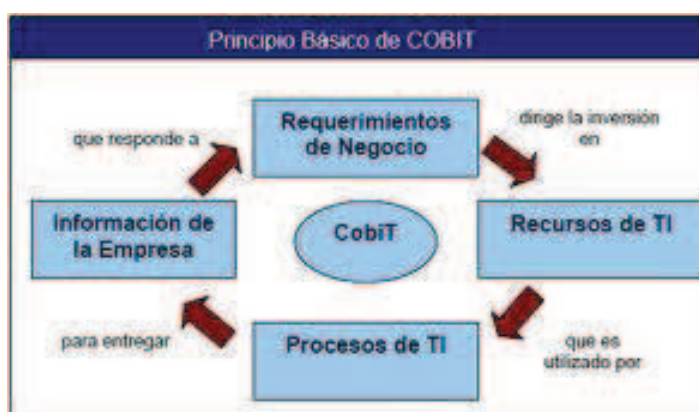 Principio Básico de COBIT
que responde a
Requerimientos
de Negocio
dirige la inversión
en
Información de
la Empresa
CobiT
Recursos de TI
para entregar
Procesos de TI
que es
utilizado por